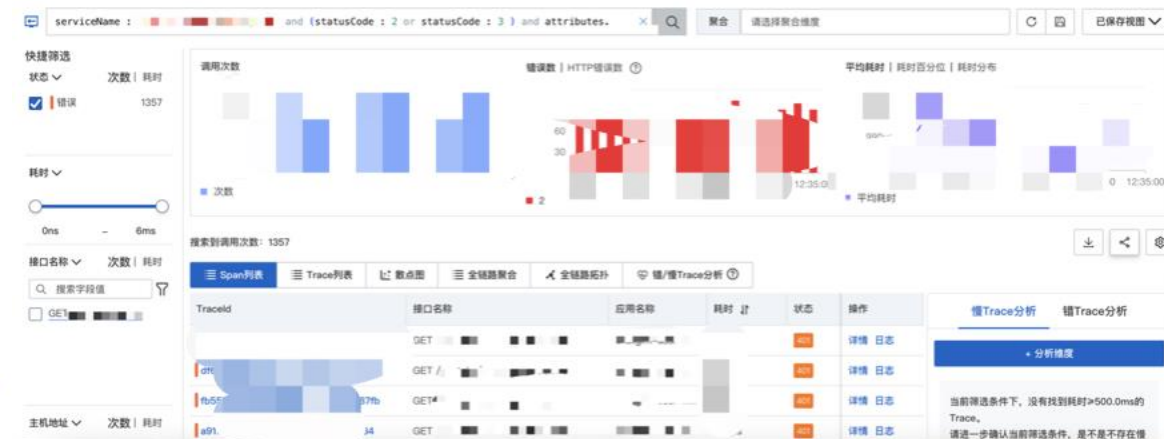 serviceName : and (statusCode : 2 or statusCode : 3 ) and attributes.
聚合 请选择聚合维度
已保存视图
快捷筛选
状态 次数 | 耗时
错误 1357
耗时
0ns – 6ms
接口名称 次数 | 耗时
搜索字段值
GET
主机地址 次数 | 耗时
调用次数
次数
错误数 | HTTP错误数
60
30
12:35:0
2
平均耗时 | 耗时百分位 | 耗时分布
0 12:35:00
平均耗时
搜索到调用次数: 1357
Span列表 Trace列表 散点图 全链路聚合 全链路拓扑 错/慢Trace分析
TraceId 接口名称 应用名称 耗时 状态 操作
GET 401 详情 日志
GET / 401 详情 日志
GET 401 详情 日志
a91. J4 GET 401 详情 日志
慢Trace分析 错Trace分析
+ 分析维度
当前筛选条件下，没有找到耗时≥500.0ms的
Trace。
请进一步确认当前筛选条件，是不是不存在慢